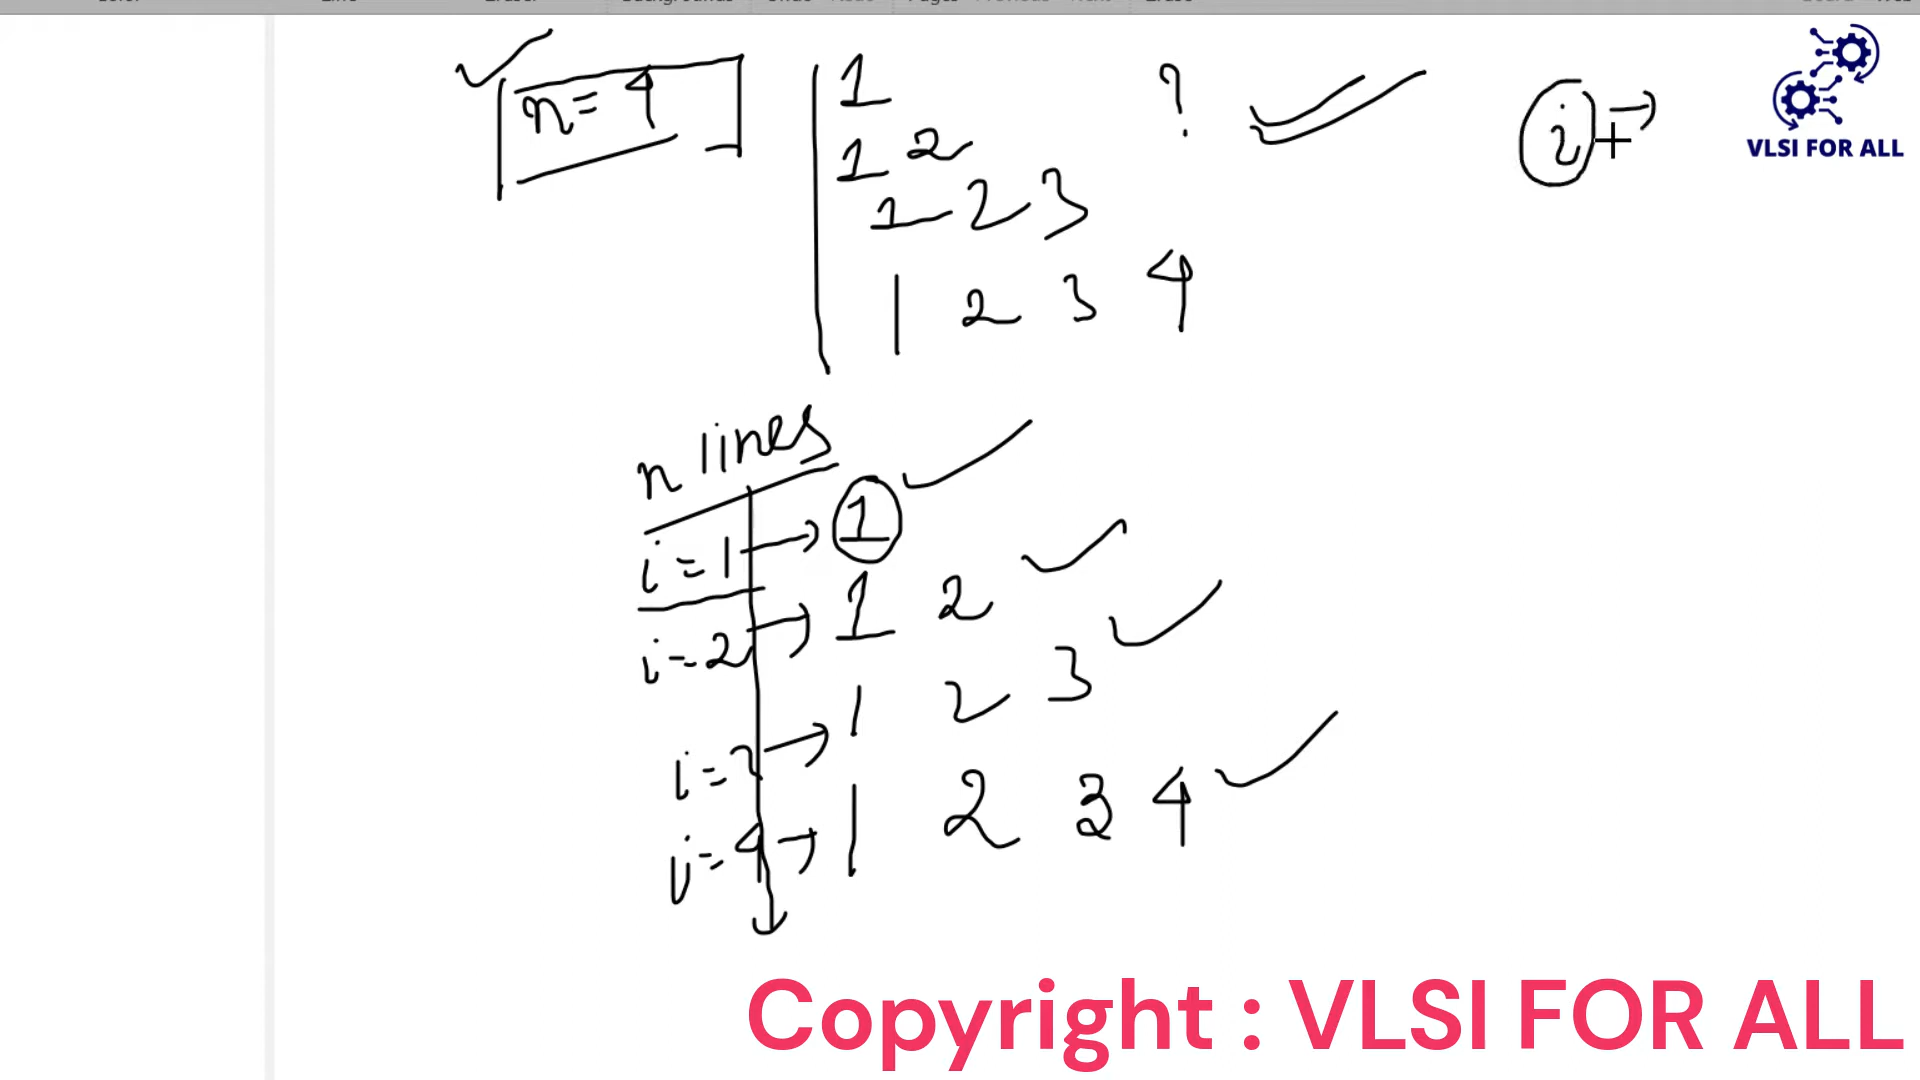 n = 4
1
1 2
1 2 3
1 2 3 4
?
i →
VLSI FOR ALL
n lines
i = 1 → 1
i = 2 → 1 2
→ 1 2 3
i = 4 → 1 2 3 4
Copyright : VLSI FOR ALL